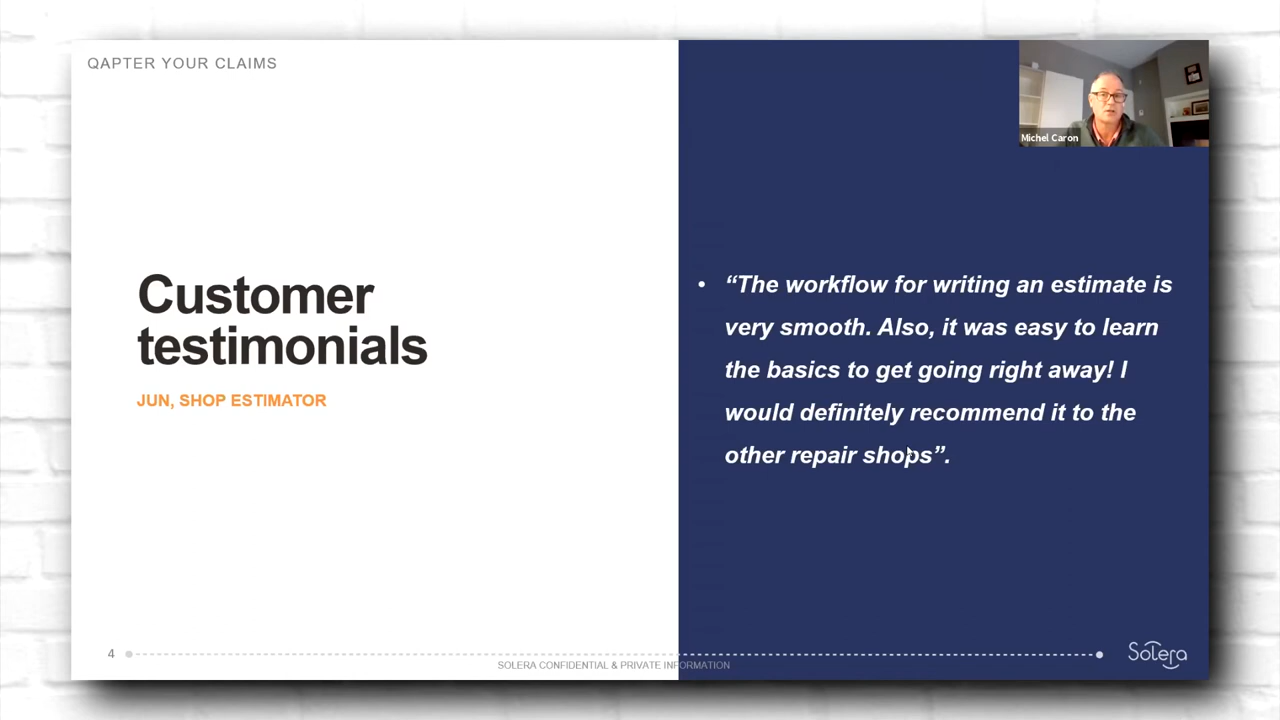 QAPTER YOUR CLAIMS
Michel Caron
Customer
testimonials
JUN, SHOP ESTIMATOR
• “The workflow for writing an estimate is
very smooth. Also, it was easy to learn
the basics to get going right away! I
would definitely recommend it to the
other repair shops”.
4
SOLERA CONFIDENTIAL & PRIVATE INFORMATION
Solera